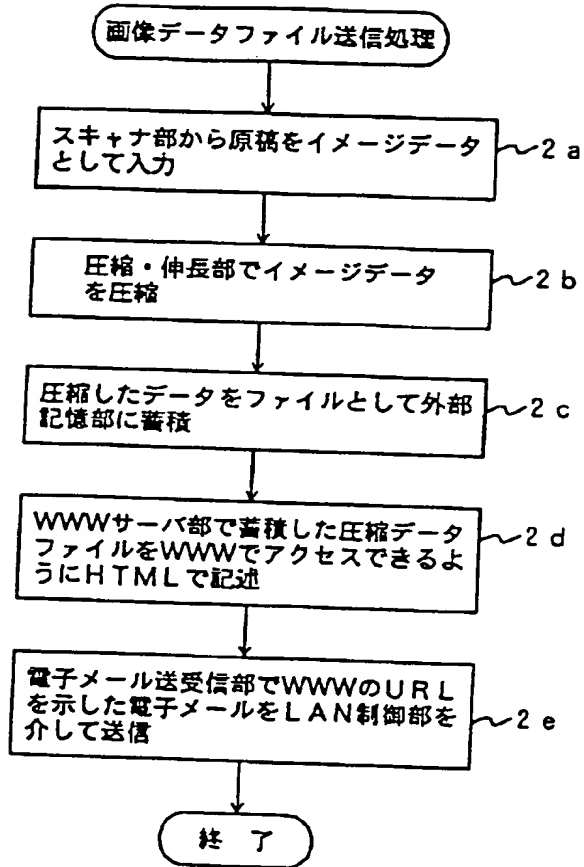 画像データファイル送信処理
スキャナ部から原稿をイメージデータ
として入力
2a
圧縮・伸長部でイメージデータ
を圧縮
2b
圧縮したデータをファイルとして外部
記憶部に蓄積
2c
WWWサーバ部で蓄積した圧縮データ
ファイルをWWWでアクセスできるよ
うにHTMLで記述
2d
電子メール送受信部でWWWのURL
を示した電子メールをLAN制御部を
介して送信
2e
終了